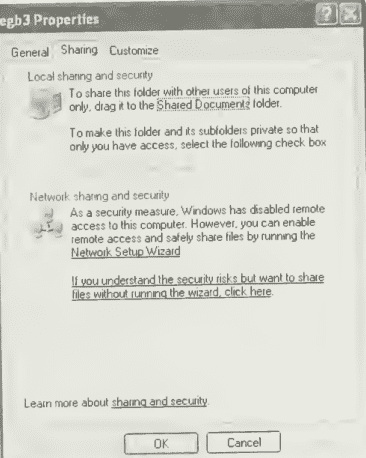 egb3 Properties
General Sharing Customize
Local sharing and security
To share this folder with other users of this computer
only, drag it to the Shared Documents folder.
To make this folder and its subfolders private so that
only you have access, select the following check box
Network sharing and security
As a security measure, Windows has disabled remote
access to this computer. However, you can enable
remote access and safely share files by running the
Network Setup Wizard
If you understand the security risks but want to share
files without running the wizard, click here.
Learn more about sharing and security.
OK Cancel